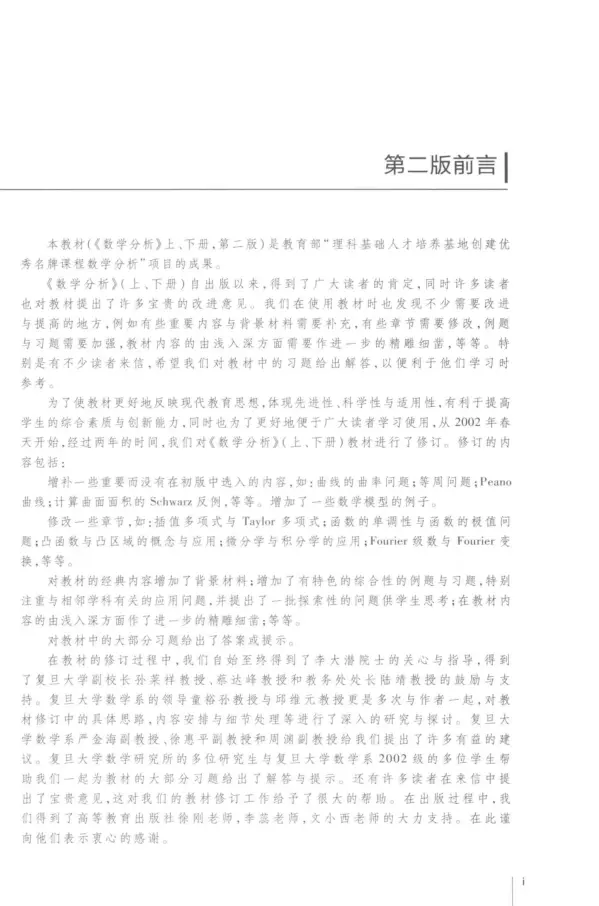 第二版前言
本教材(《数学分析》上、下册,第二版)是教育部“理科基础人才培养基地创建优
秀名牌课程数学分析”项目的成果。
《数学分析》(上、下册)自出版以来,得到了广大读者的肯定,同时许多读者
也对教材提出了许多宝贵的改进意见。我们在使用教材时也发现不少需要改进
与提高的地方,例如有些重要内容与背景材料需要补充,有些章节需要修改,例题
与习题需要加强,教材内容的由浅入深方面需要作进一步的精雕细凿,等等。特
别是有不少读者来信,希望我们对教材中的习题给出解答、以便利于他们学习时
参考。
为了使教材更好地反映现代教育思想,体现先进性、科学性与适用性,有利于提高
学生的综合素质与创新能力,同时也为了更好地便于广大读者学习使用,从 2002 年春
天开始,经过两年的时间,我们对《数学分析》(上、下册)教材进行了修订。修订的内
容包括:
增补一些重要而没有在初版中选入的内容,如:曲线的曲率问题;等周问题;Peano
曲线;计算曲面面积的 Schwarz 反例,等等。增加了一些数学模型的例子。
修改一些章节,如:插值多项式与 Taylor 多项式;函数的单调性与函数的极值问
题;凸函数与凸区域的概念与应用;微分学与积分学的应用;Fourier 级数与 Fourier 变
换,等等。
对教材的经典内容增加了背景材料;增加了有特色的综合性的例题与习题,特别
注重与相邻学科有关的应用问题,并提出了一批探索性的问题供学生思考;在教材内
容的由浅入深方面作了进一步的精雕细凿;等等。
对教材中的大部分习题给出了答案或提示。
在教材的修订过程中,我们自始至终得到了李大潜院士的关心与指导,得到
了复旦大学副校长孙莱祥教授、蔡达峰教授和教务处处长陆靖教授的鼓励与支
持。复旦大学数学系的领导童裕孙教授与邱维元教授更是多次与作者一起,对教
材修订中的具体思路,内容安排与细节处理等进行了深入的研究与探讨。复旦大
学数学系严金海副教授、徐惠平副教授和周渊副教授给我们提出了许多有益的建
议。复旦大学数学研究所的多位研究生与复旦大学数学系 2002 级的多位学生帮
助我们一起为教材的大部分习题给出了解答与提示。还有许多读者在来信中提
出了宝贵意见,这对我们的教材修订工作给予了很大的帮助。在出版过程中,我
们得到了高等教育出版社徐刚老师,李蕊老师,文小西老师的大力支持。在此谨
向他们表示衷心的感谢。
i